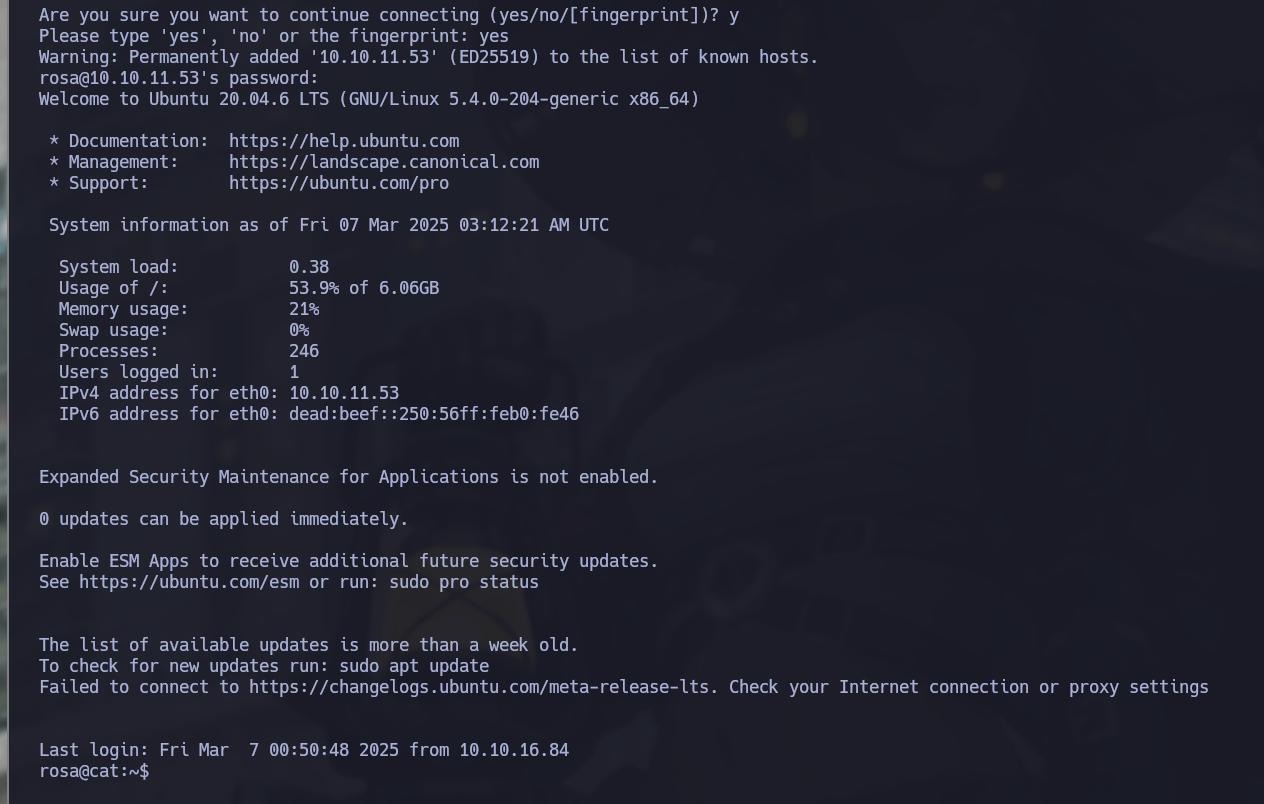 Are you sure you want to continue connecting (yes/no/[fingerprint])? y
Please type 'yes', 'no' or the fingerprint: yes
Warning: Permanently added '10.10.11.53' (ED25519) to the list of known hosts.
rosa@10.10.11.53's password:
Welcome to Ubuntu 20.04.6 LTS (GNU/Linux 5.4.0-204-generic x86_64)
* Documentation:  https://help.ubuntu.com
* Management:     https://landscape.canonical.com
* Support:        https://ubuntu.com/pro
System information as of Fri 07 Mar 2025 03:12:21 AM UTC
System load:           0.38
Usage of /:            53.9% of 6.06GB
Memory usage:          21%
Swap usage:            0%
Processes:             246
Users logged in:       1
IPv4 address for eth0: 10.10.11.53
IPv6 address for eth0: dead:beef::250:56ff:feb0:fe46
Expanded Security Maintenance for Applications is not enabled.
0 updates can be applied immediately.
Enable ESM Apps to receive additional future security updates.
See https://ubuntu.com/esm or run: sudo pro status
The list of available updates is more than a week old.
To check for new updates run: sudo apt update
Failed to connect to https://changelogs.ubuntu.com/meta-release-lts. Check your Internet connection or proxy settings
Last login: Fri Mar  7 00:50:48 2025 from 10.10.16.84
rosa@cat:~$